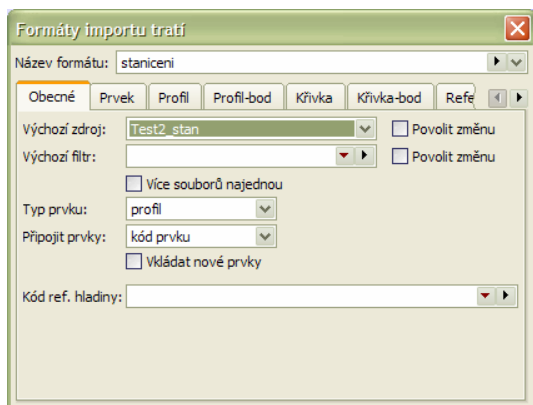 Formáty importu tratí
Název formátu: staniceni
Obecné Prvek Profil Profil-bod Křivka Křivka-bod Refe
Výchozí zdroj: Test2_stan Povolit změnu
Výchozí filtr: Povolit změnu
Více souborů najednou
Typ prvku: profil
Připojit prvky: kód prvku
Vkládat nové prvky
Kód ref. hladiny: